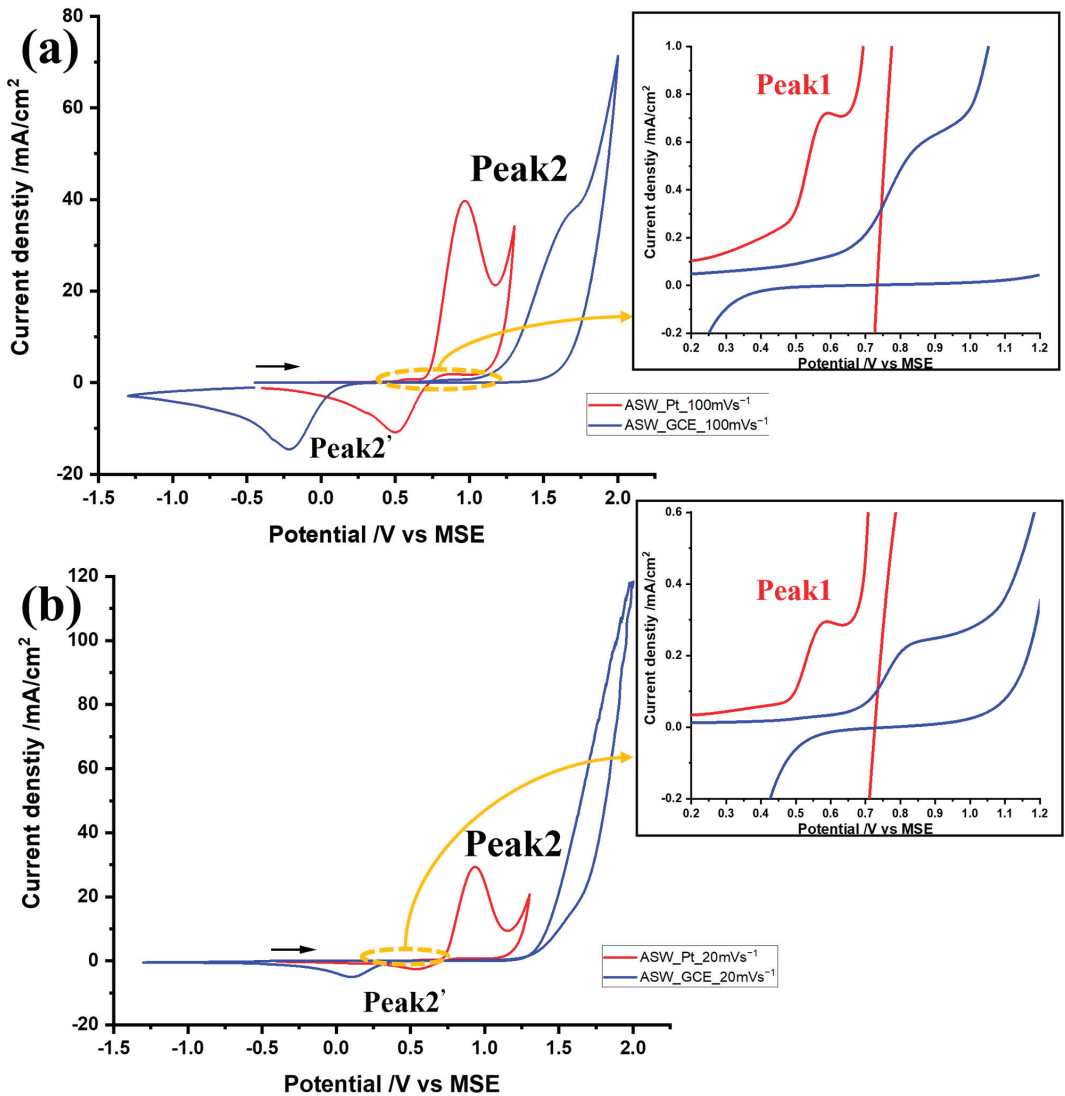 (a)
Current denstiy /mA/cm²
80
60
40
20
0
-20
-1.5 -1.0 -0.5 0.0 0.5 1.0 1.5 2.0
Potential /V vs MSE
Peak2
Peak2’
ASW_Pt_100mVs⁻¹
ASW_GCE_100mVs⁻¹
Peak1
Current denstiy /mA/cm²
1.0
0.8
0.6
0.4
0.2
0.0
-0.2
0.2 0.3 0.4 0.5 0.6 0.7 0.8 0.9 1.0 1.1 1.2
Potential /V vs MSE
(b)
Current denstiy /mA/cm²
120
100
80
60
40
20
0
-20
-1.5 -1.0 -0.5 0.0 0.5 1.0 1.5 2.0
Potential /V vs MSE
Peak2
Peak2’
ASW_Pt_20mVs⁻¹
ASW_GCE_20mVs⁻¹
Peak1
Current denstiy /mA/cm²
0.6
0.4
0.2
0.0
-0.2
0.2 0.3 0.4 0.5 0.6 0.7 0.8 0.9 1.0 1.1 1.2
Potential /V vs MSE